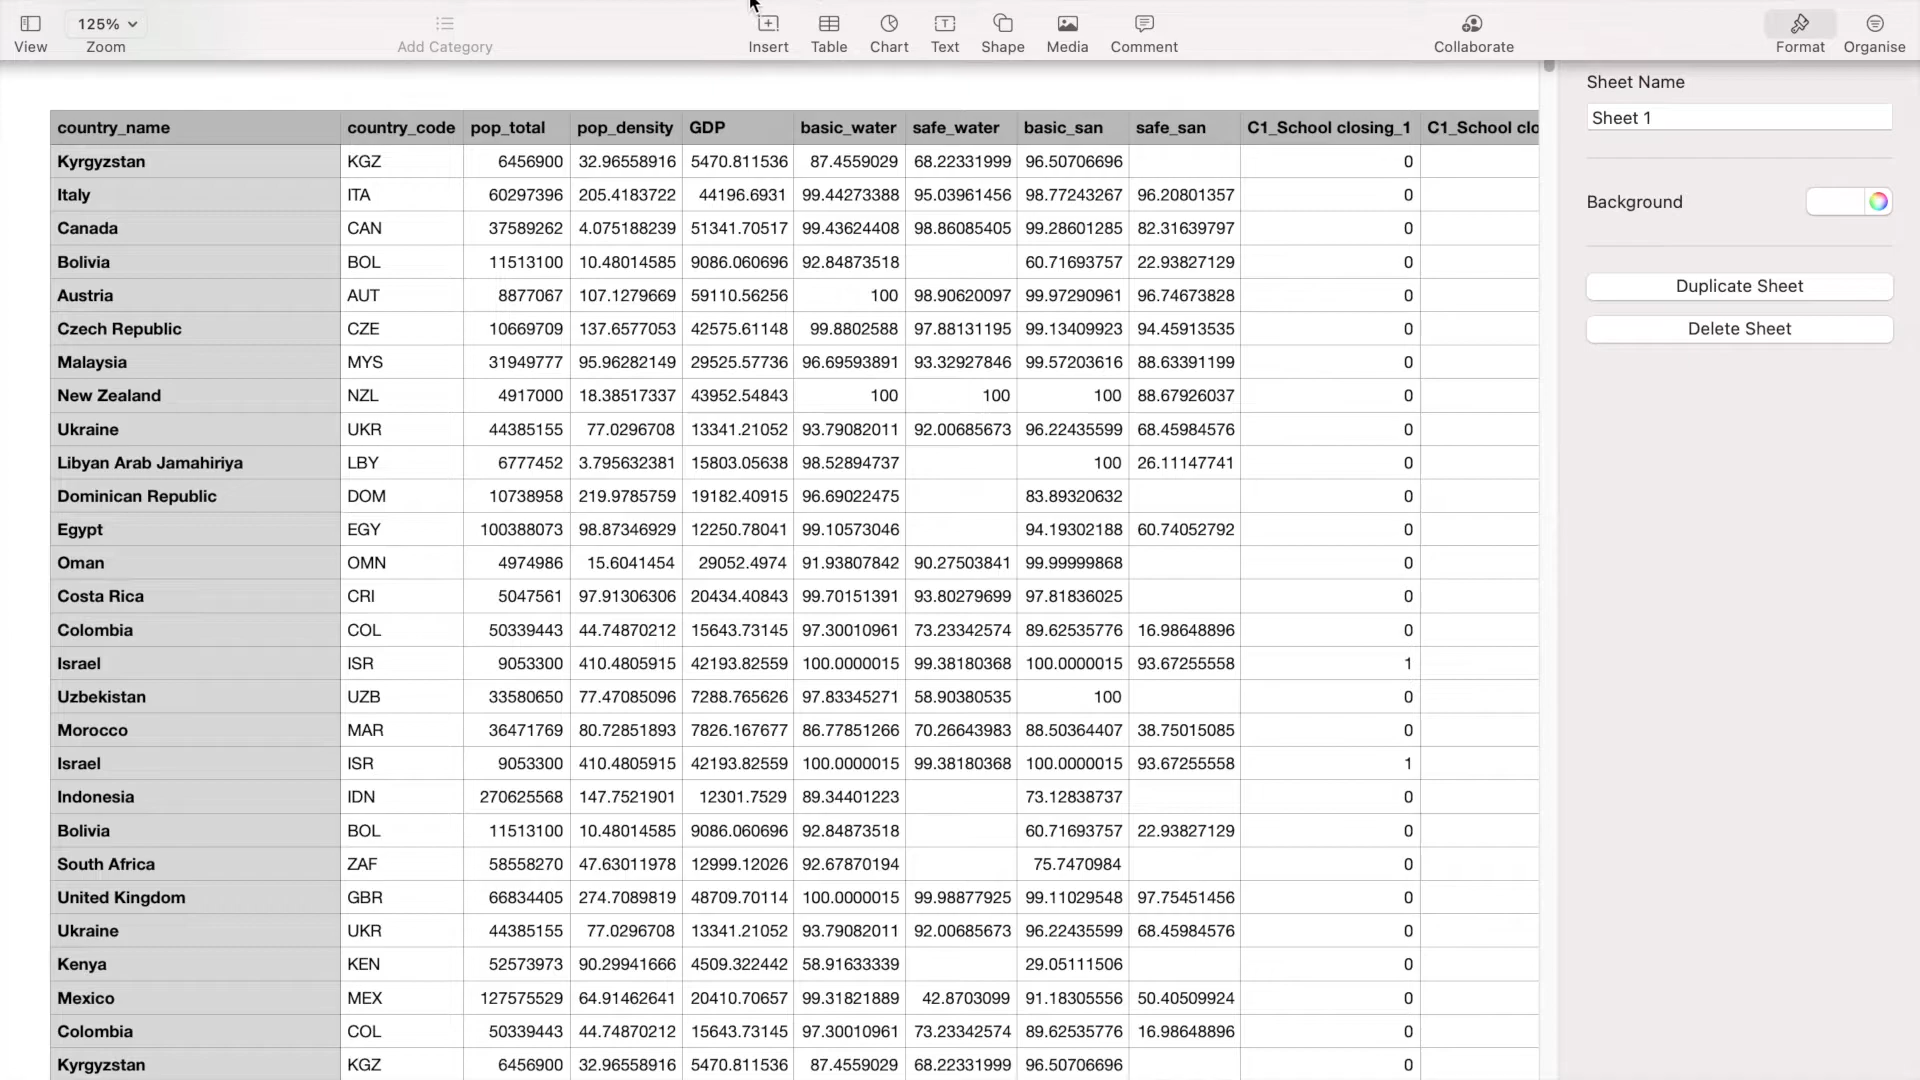 125%
View Zoom Add Category Insert Table Chart Text Shape Media Comment Collaborate Format Organise
Sheet Name
Sheet 1
Background
Duplicate Sheet
Delete Sheet
country_name country_code pop_total pop_density GDP basic_water safe_water basic_san safe_san C1_School closing_1 C1_School clo
Kyrgyzstan KGZ 6456900 32.96558916 5470.811536 87.4559029 68.22331999 96.50706696 0
Italy ITA 60297396 205.4183722 44196.6931 99.44273388 95.03961456 98.77243267 96.20801357 0
Canada CAN 37589262 4.075188239 51341.70517 99.43624408 98.86085405 99.28601285 82.31639797 0
Bolivia BOL 11513100 10.48014585 9086.060696 92.84873518 60.71693757 22.93827129 0
Austria AUT 8877067 107.1279669 59110.56256 100 98.90620097 99.97290961 96.74673828 0
Czech Republic CZE 10669709 137.6577053 42575.61148 99.8802588 97.88131195 99.13409923 94.45913535 0
Malaysia MYS 31949777 95.96282149 29525.57736 96.69593891 93.32927846 99.57203616 88.63391199 0
New Zealand NZL 4917000 18.38517337 43952.54843 100 100 100 88.67926037 0
Ukraine UKR 44385155 77.0296708 13341.21052 93.79082011 92.00685673 96.22435599 68.45984576 0
Libyan Arab Jamahiriya LBY 6777452 3.795632381 15803.05638 98.52894737 100 26.11147741 0
Dominican Republic DOM 10738958 219.9785759 19182.40915 96.69022475 83.89320632 0
Egypt EGY 100388073 98.87346929 12250.78041 99.10573046 94.19302188 60.74052792 0
Oman OMN 4974986 15.6041454 29052.4974 91.93807842 90.27503841 99.99999868 0
Costa Rica CRI 5047561 97.91306306 20434.40843 99.70151391 93.80279699 97.81836025 0
Colombia COL 50339443 44.74870212 15643.73145 97.30010961 73.23342574 89.62535776 16.98648896 0
Israel ISR 9053300 410.4805915 42193.82559 100.0000015 99.38180368 100.0000015 93.67255558 1
Uzbekistan UZB 33580650 77.47085096 7288.765626 97.83345271 58.90380535 100 0
Morocco MAR 36471769 80.72851893 7826.167677 86.77851266 70.26643983 88.50364407 38.75015085 0
Israel ISR 9053300 410.4805915 42193.82559 100.0000015 99.38180368 100.0000015 93.67255558 1
Indonesia IDN 270625568 147.7521901 12301.7529 89.34401223 73.12838737 0
Bolivia BOL 11513100 10.48014585 9086.060696 92.84873518 60.71693757 22.93827129 0
South Africa ZAF 58558270 47.63011978 12999.12026 92.67870194 75.7470984 0
United Kingdom GBR 66834405 274.7089819 48709.70114 100.0000015 99.98877925 99.11029548 97.75451456 0
Ukraine UKR 44385155 77.0296708 13341.21052 93.79082011 92.00685673 96.22435599 68.45984576 0
Kenya KEN 52573973 90.29941666 4509.322442 58.91633339 29.05111506 0
Mexico MEX 127575529 64.91462641 20410.70657 99.31821889 42.8703099 91.18305556 50.40509924 0
Colombia COL 50339443 44.74870212 15643.73145 97.30010961 73.23342574 89.62535776 16.98648896 0
Kyrgyzstan KGZ 6456900 32.96558916 5470.811536 87.4559029 68.22331999 96.50706696 0